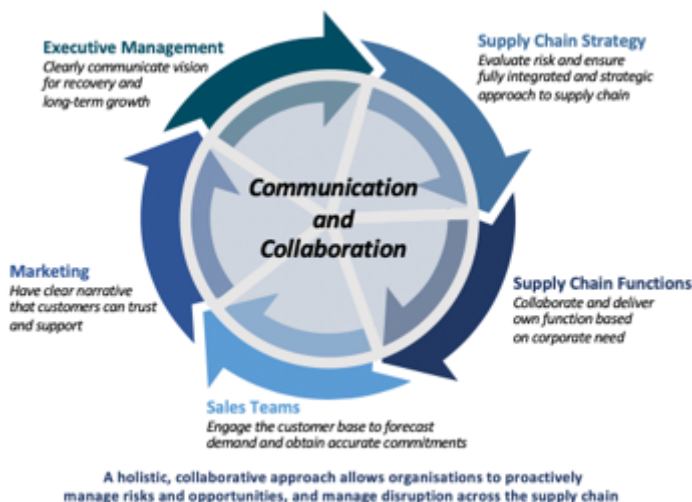 Executive Management
Clearly communicate vision
for recovery and
long-term growth
Supply Chain Strategy
Evaluate risk and ensure
fully integrated and strategic
approach to supply chain
Communication
and
Collaboration
Marketing
Have clear narrative
that customers can trust
and support
Supply Chain Functions
Collaborate and deliver
own function based
on corporate need
Sales Teams
Engage the customer base to forecast
demand and obtain accurate commitments
A holistic, collaborative approach allows organisations to proactively
manage risks and opportunities, and manage disruption across the supply chain